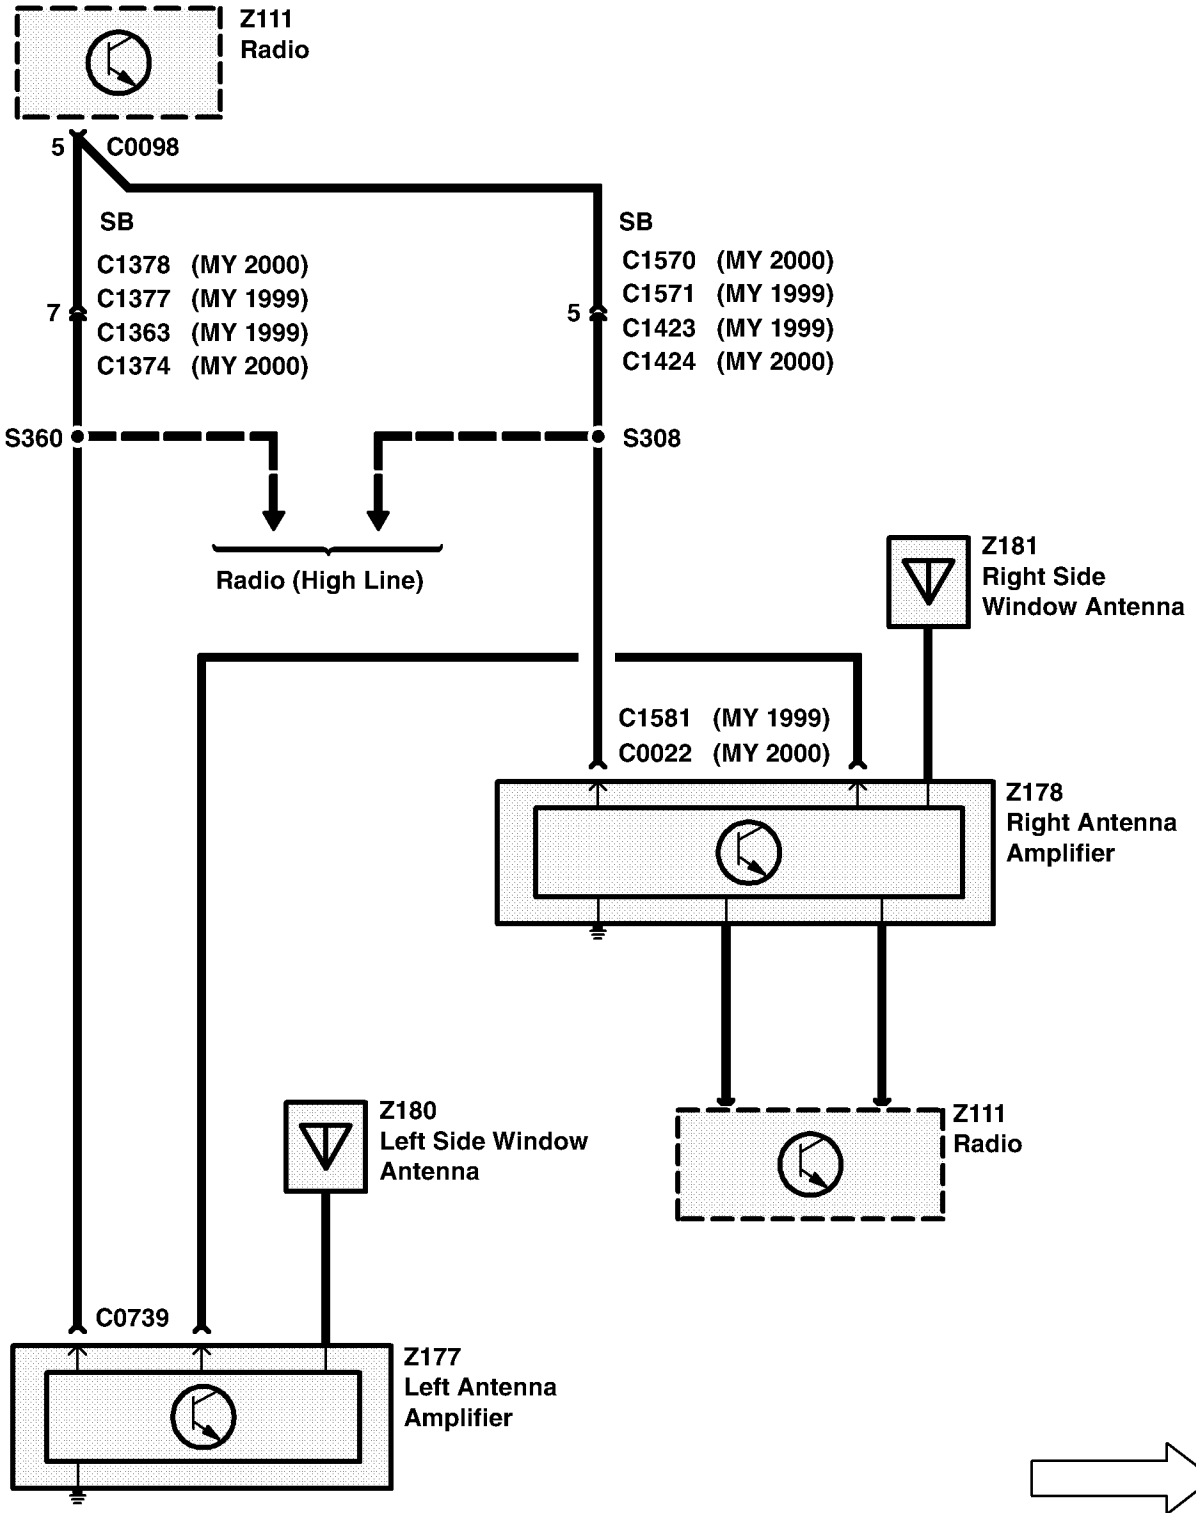 Z111
Radio
5 C0098
SB
C1378 (MY 2000)
7 C1377 (MY 1999)
C1363 (MY 1999)
C1374 (MY 2000)
SB
C1570 (MY 2000)
C1571 (MY 1999)
5 C1423 (MY 1999)
C1424 (MY 2000)
S360
S308
Radio (High Line)
Z181
Right Side
Window Antenna
C1581 (MY 1999)
C0022 (MY 2000)
Z178
Right Antenna
Amplifier
Z180
Left Side Window
Antenna
Z111
Radio
C0739
Z177
Left Antenna
Amplifier